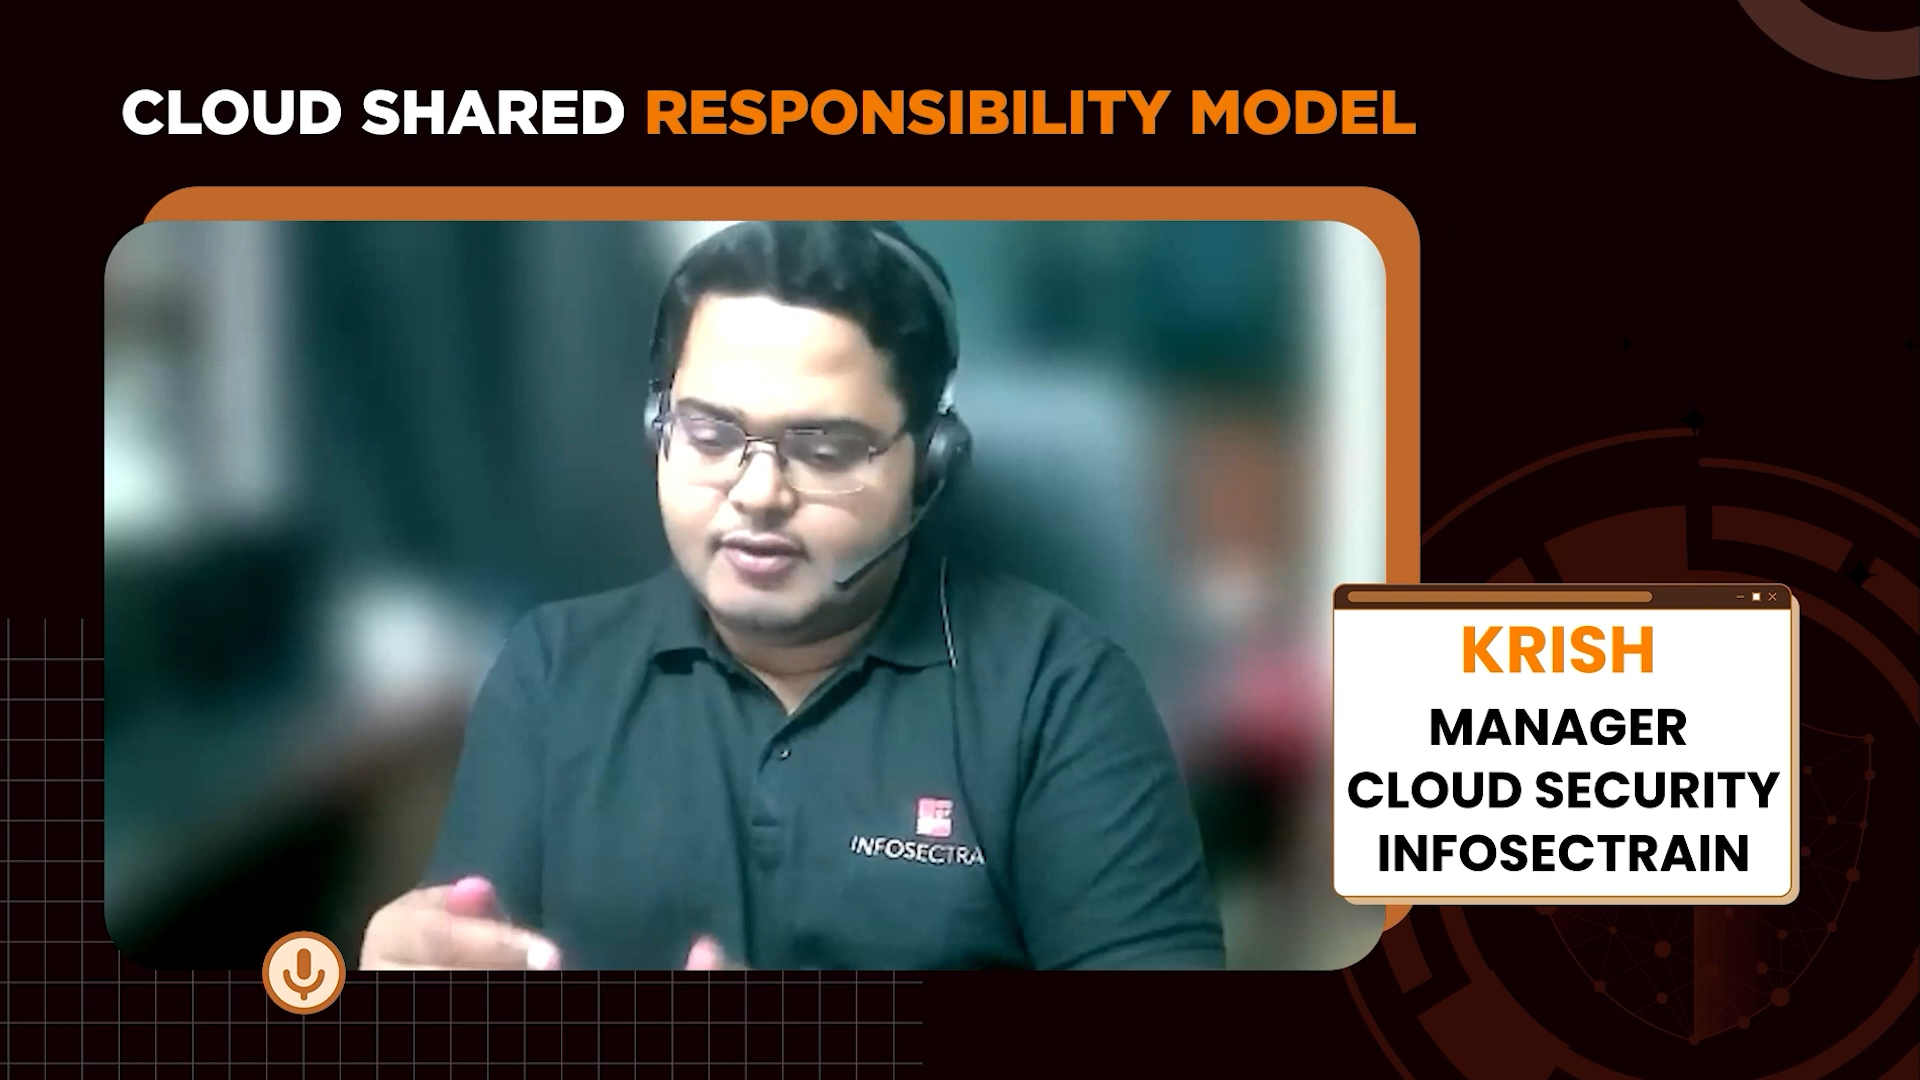 CLOUD SHARED RESPONSIBILITY MODEL
INFOSECTRA
KRISH
MANAGER
CLOUD SECURITY
INFOSECTRAIN